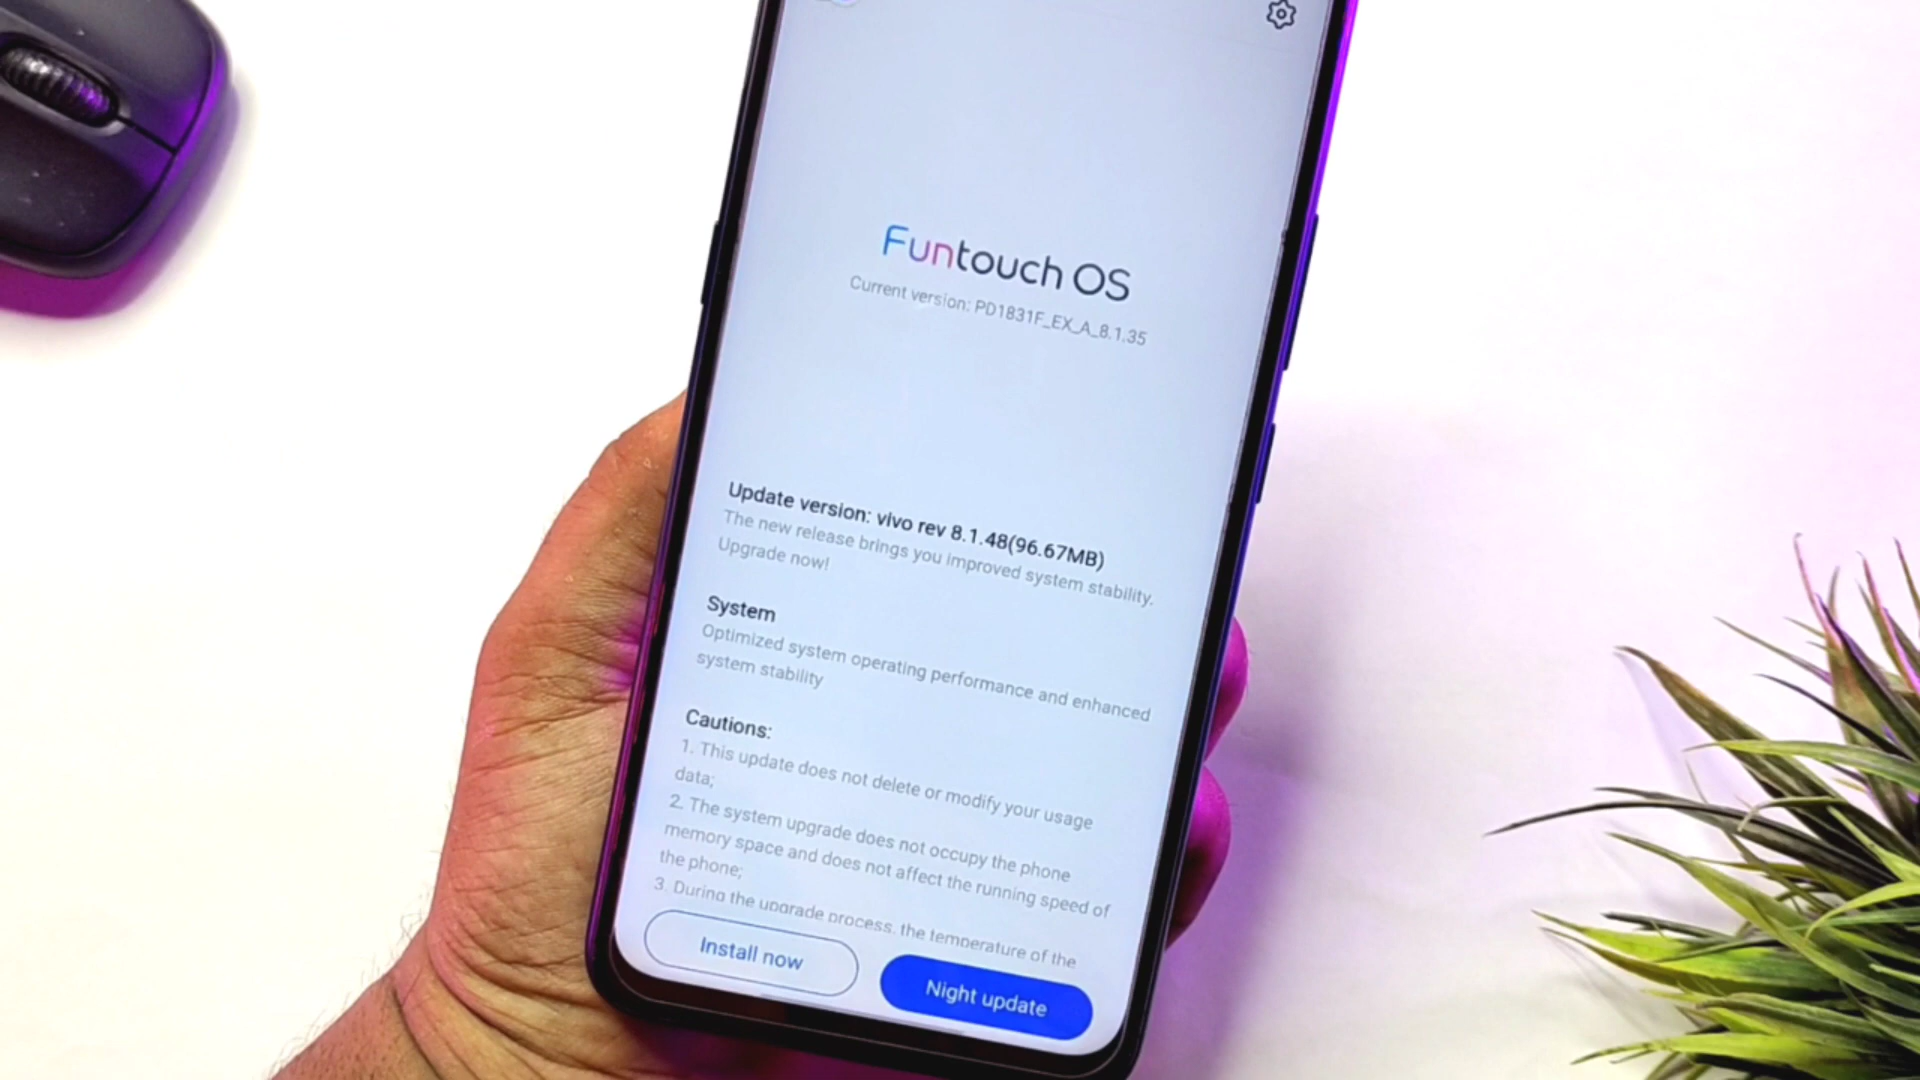 Funtouch OS
Current version: PD1831F_EX_A_8.1.35
Update version: vivo rev 8.1.48(96.67MB)
The new release brings you improved system stability.
Upgrade now!
System
Optimized system operating performance and enhanced
system stability
Cautions:
1. This update does not delete or modify your usage
data;
2. The system upgrade does not occupy the phone
memory space and does not affect the running speed of
the phone;
3. During the upgrade process, the temperature of the
Install now
Night update